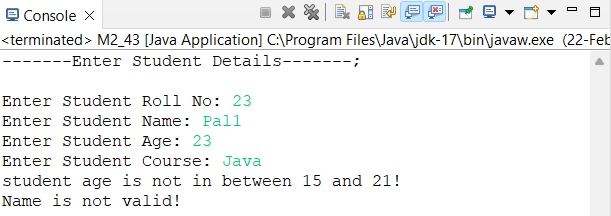 Console
<terminated> M2_43 [Java Application] C:\Program Files\Java\jdk-17\bin\javaw.exe (22-Feb
-------Enter Student Details-------;
Enter Student Roll No: 23
Enter Student Name: Pal1
Enter Student Age: 23
Enter Student Course: Java
student age is not in between 15 and 21!
Name is not valid!